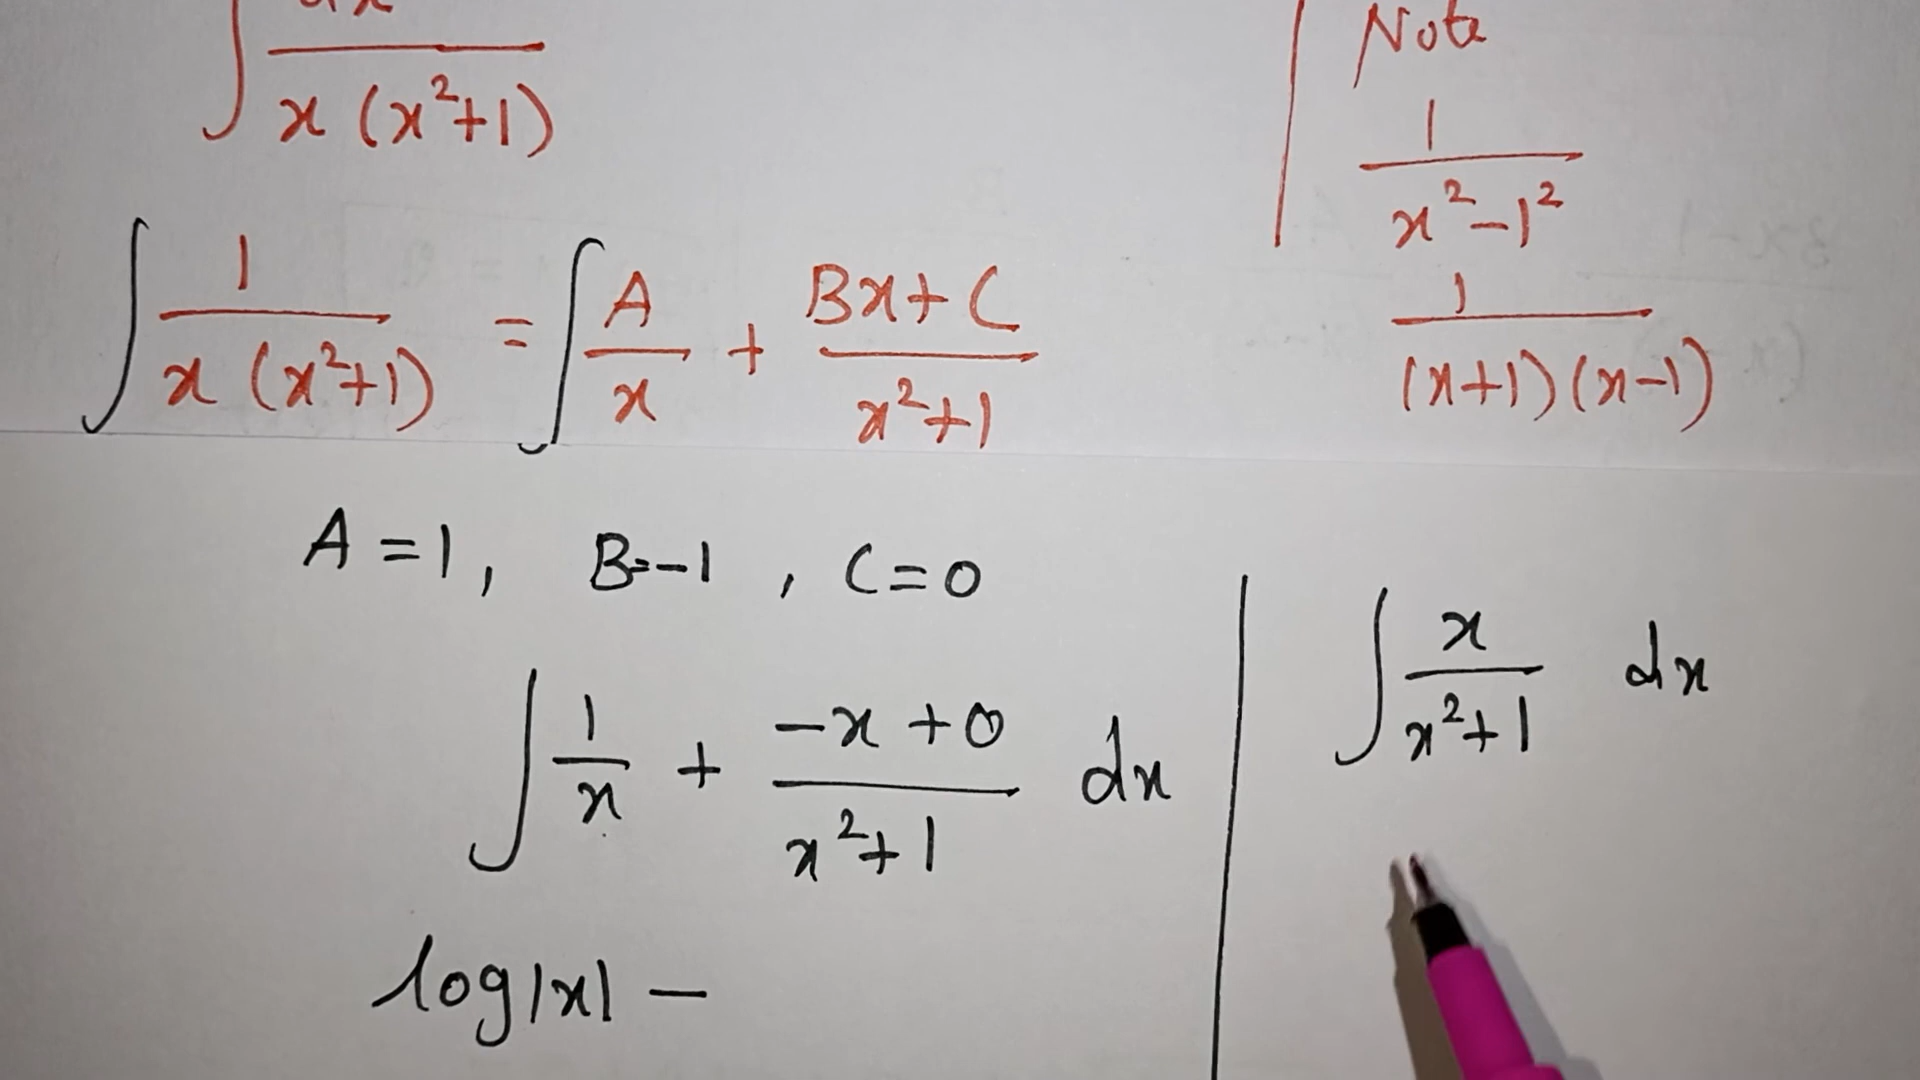 ∫ dx / x (x²+1)
∫ 1 / x (x²+1) = ∫ A / x + Bx+C / x²+1
Note
1 / x²-1²
1 / (x+1)(x-1)
A=1, B=-1, C=0
∫ 1 / x + -x+0 / x²+1 dx
log|x| -
∫ x / x²+1 dx